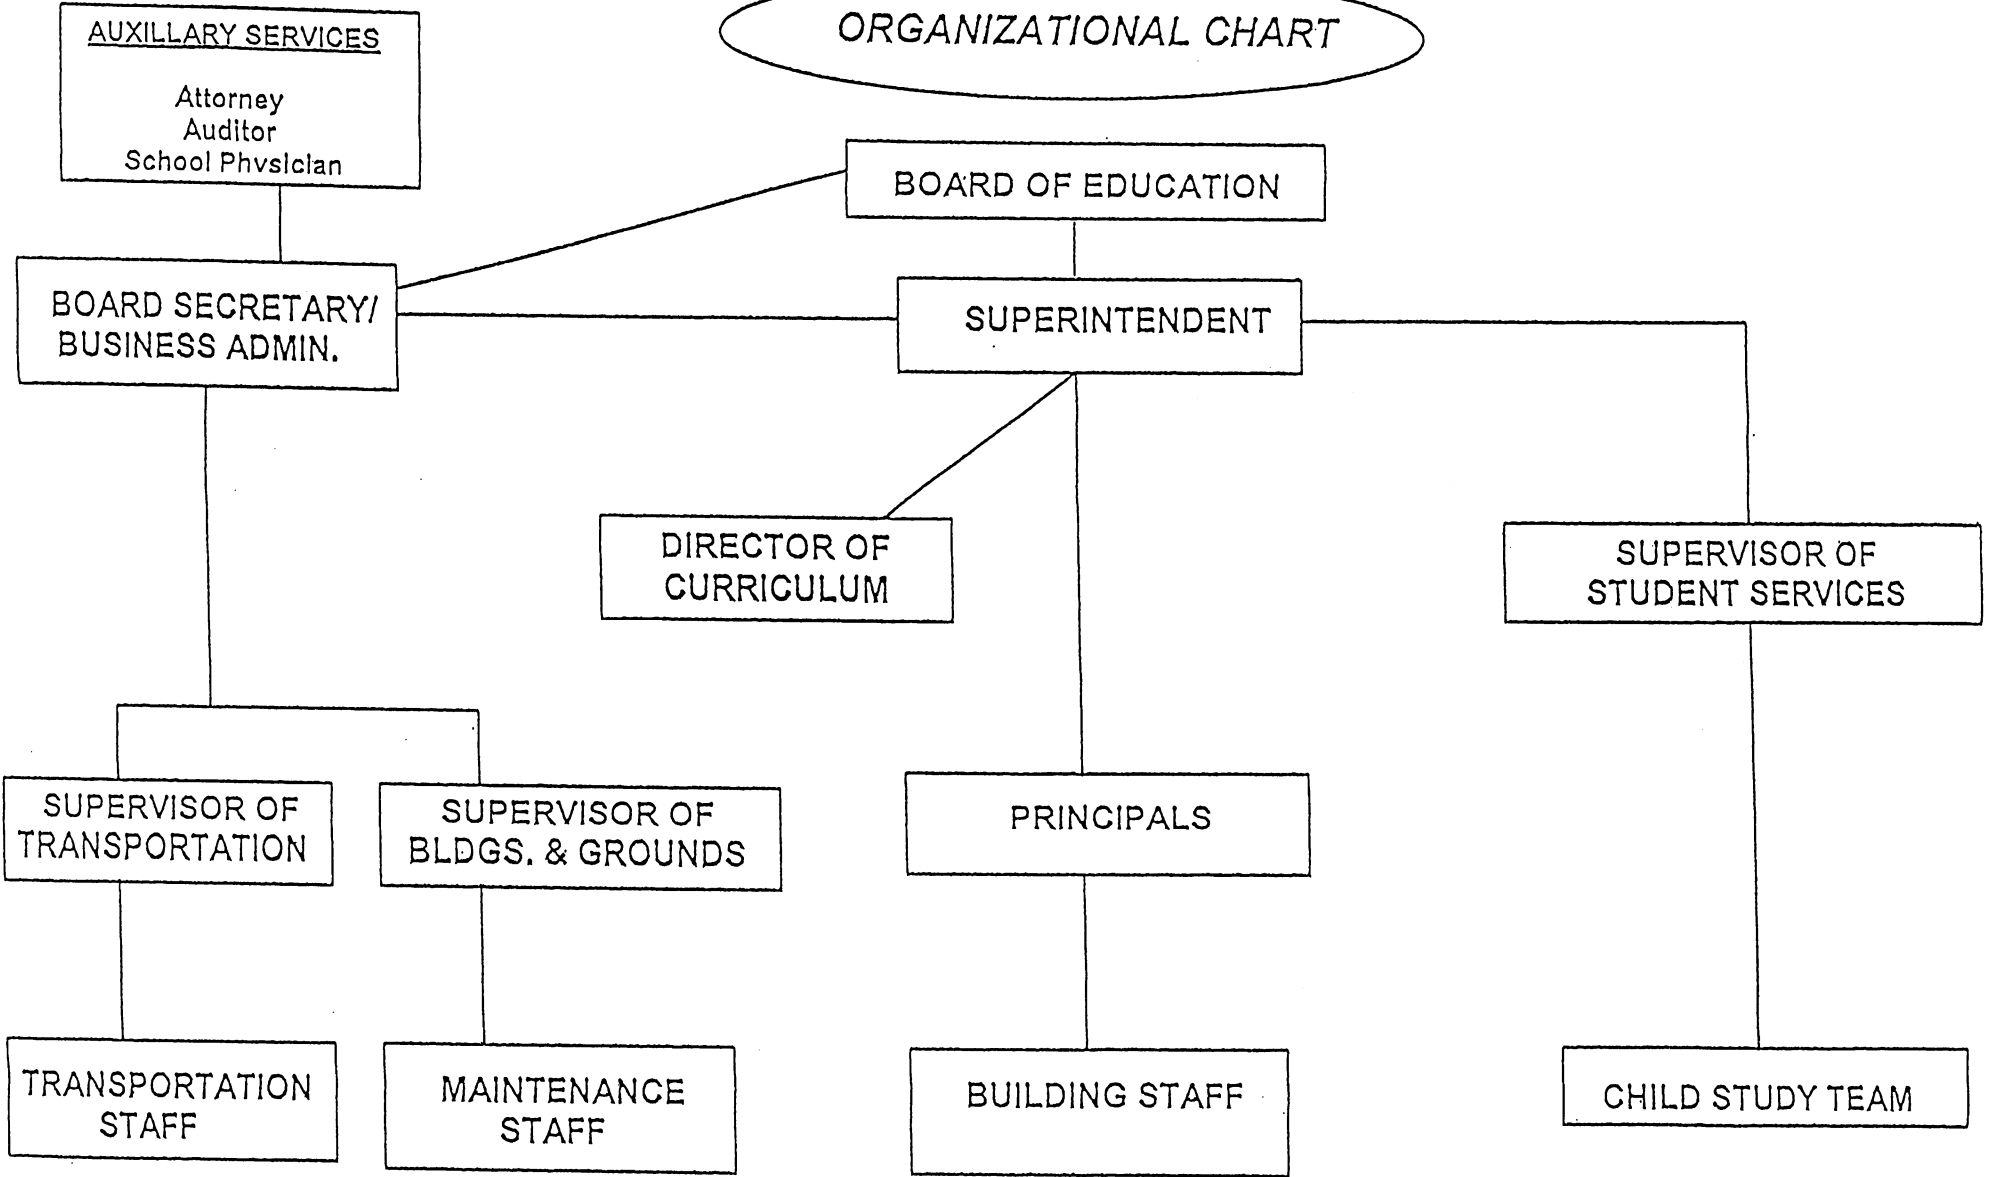 AUXILLARY SERVICES
Attorney
Auditor
School Physician
ORGANIZATIONAL CHART
BOARD OF EDUCATION
BOARD SECRETARY/
BUSINESS ADMIN.
SUPERINTENDENT
DIRECTOR OF
CURRICULUM
SUPERVISOR OF
STUDENT SERVICES
SUPERVISOR OF
TRANSPORTATION
SUPERVISOR OF
BLDGS. & GROUNDS
PRINCIPALS
TRANSPORTATION
STAFF
MAINTENANCE
STAFF
BUILDING STAFF
CHILD STUDY TEAM